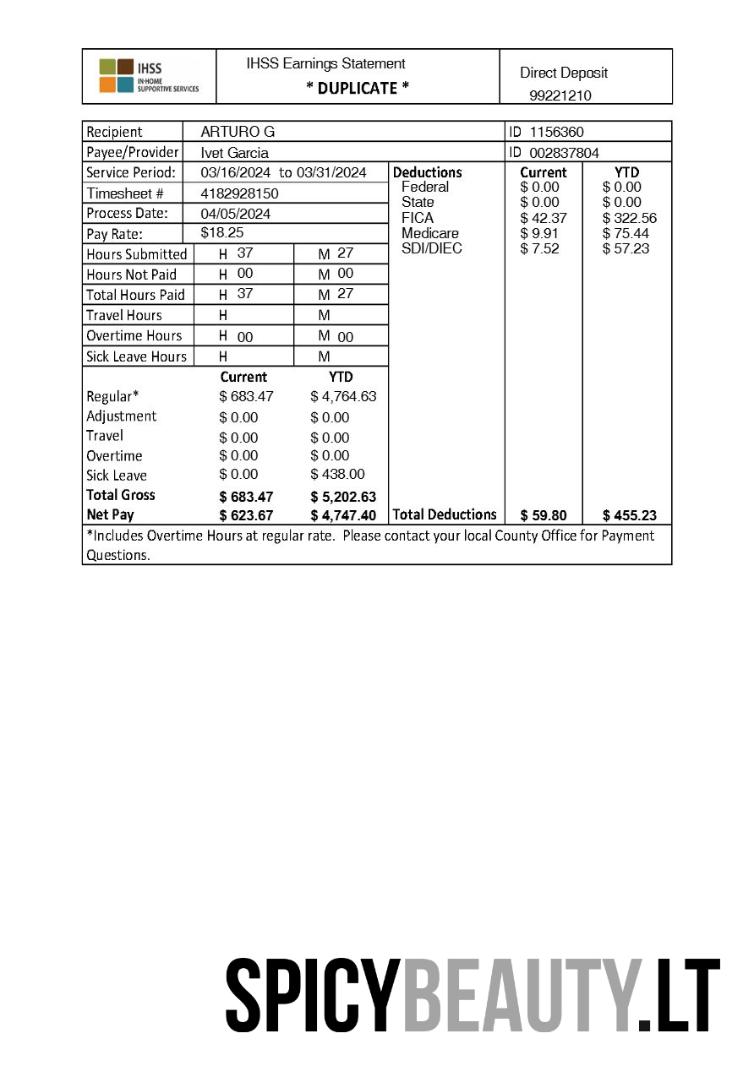 IHSS
IN-HOME
SUPPORTIVE SERVICES
IHSS Earnings Statement
* DUPLICATE *
Direct Deposit
99221210
Recipient ARTURO G ID 1156360
Payee/Provider Ivet Garcia ID 002837804
Service Period: 03/16/2024 to 03/31/2024 Deductions Current YTD
Federal $ 0.00 $ 0.00
Timesheet # 4182928150 State $ 0.00 $ 0.00
Process Date: 04/05/2024 FICA $ 42.37 $ 322.56
Pay Rate: $18.25 Medicare $ 9.91 $ 75.44
Hours Submitted H 37 M 27 SDI/DIEC $ 7.52 $ 57.23
Hours Not Paid H 00 M 00
Total Hours Paid H 37 M 27
Travel Hours H M
Overtime Hours H 00 M 00
Sick Leave Hours H M
Current YTD
Regular* $ 683.47 $ 4,764.63
Adjustment $ 0.00 $ 0.00
Travel $ 0.00 $ 0.00
Overtime $ 0.00 $ 0.00
Sick Leave $ 0.00 $ 438.00
Total Gross $ 683.47 $ 5,202.63
Net Pay $ 623.67 $ 4,747.40 Total Deductions $ 59.80 $ 455.23
*Includes Overtime Hours at regular rate. Please contact your local County Office for Payment
Questions.
SPICYBEAUTY.LT